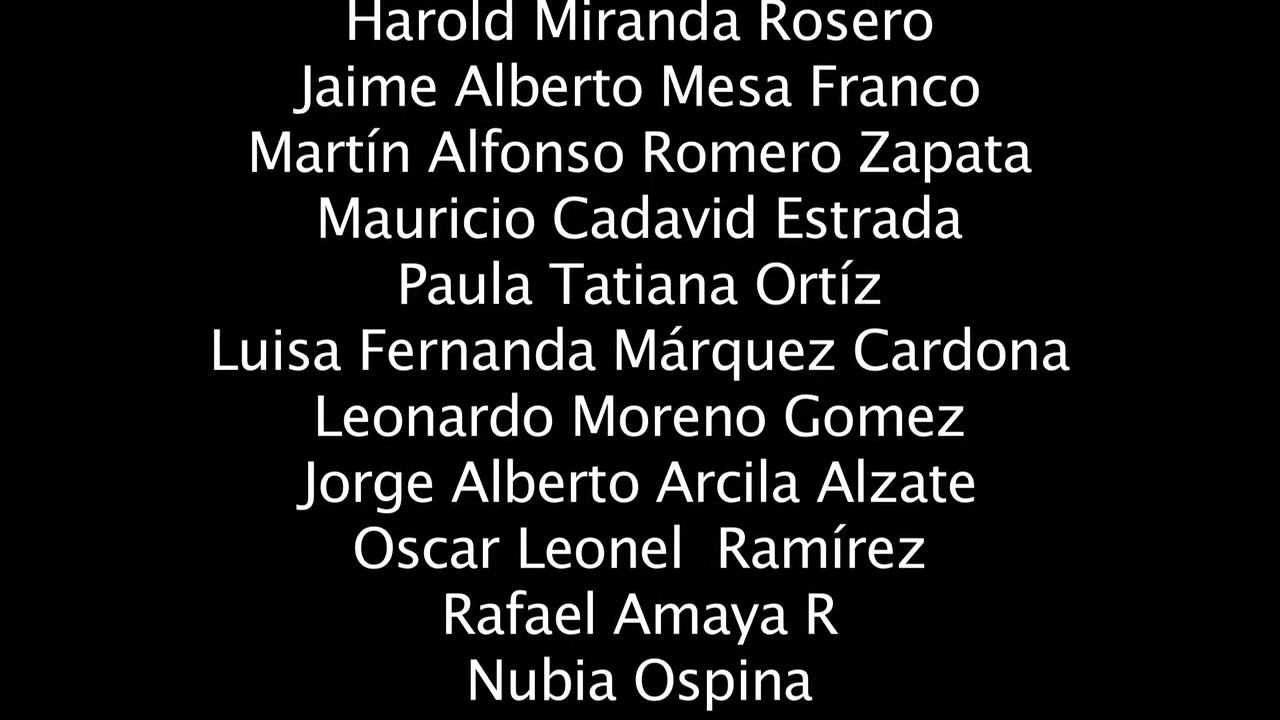 Harold Miranda Rosero
Jaime Alberto Mesa Franco
Martín Alfonso Romero Zapata
Mauricio Cadavid Estrada
Paula Tatiana Ortíz
Luisa Fernanda Márquez Cardona
Leonardo Moreno Gomez
Jorge Alberto Arcila Alzate
Oscar Leonel  Ramírez
Rafael Amaya R
Nubia Ospina